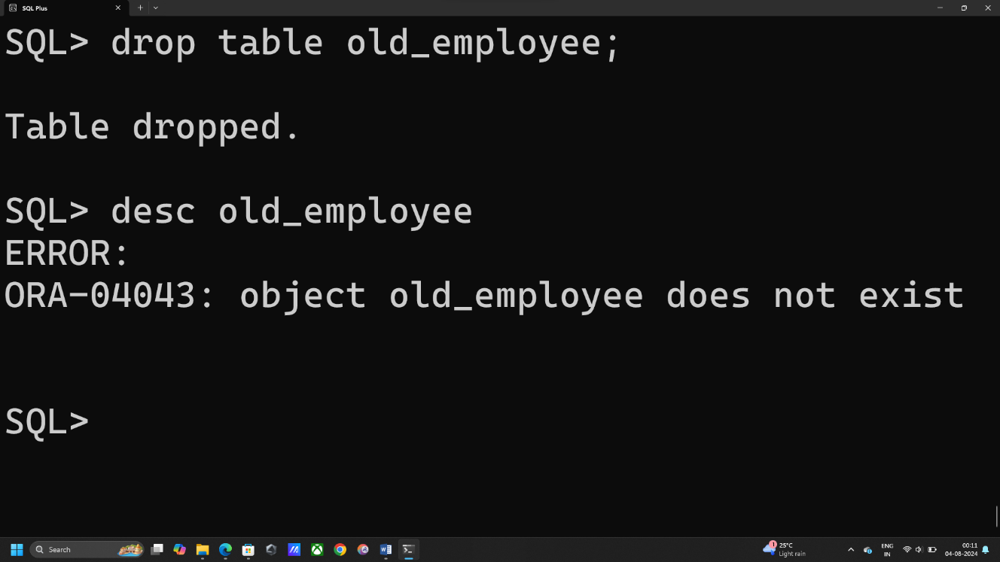 SQL Plus
SQL> drop table old_employee;
Table dropped.
SQL> desc old_employee
ERROR:
ORA-04043: object old_employee does not exist
SQL>
Search
1
25°C
Light rain
ENG
IN
00:11
04-08-2024